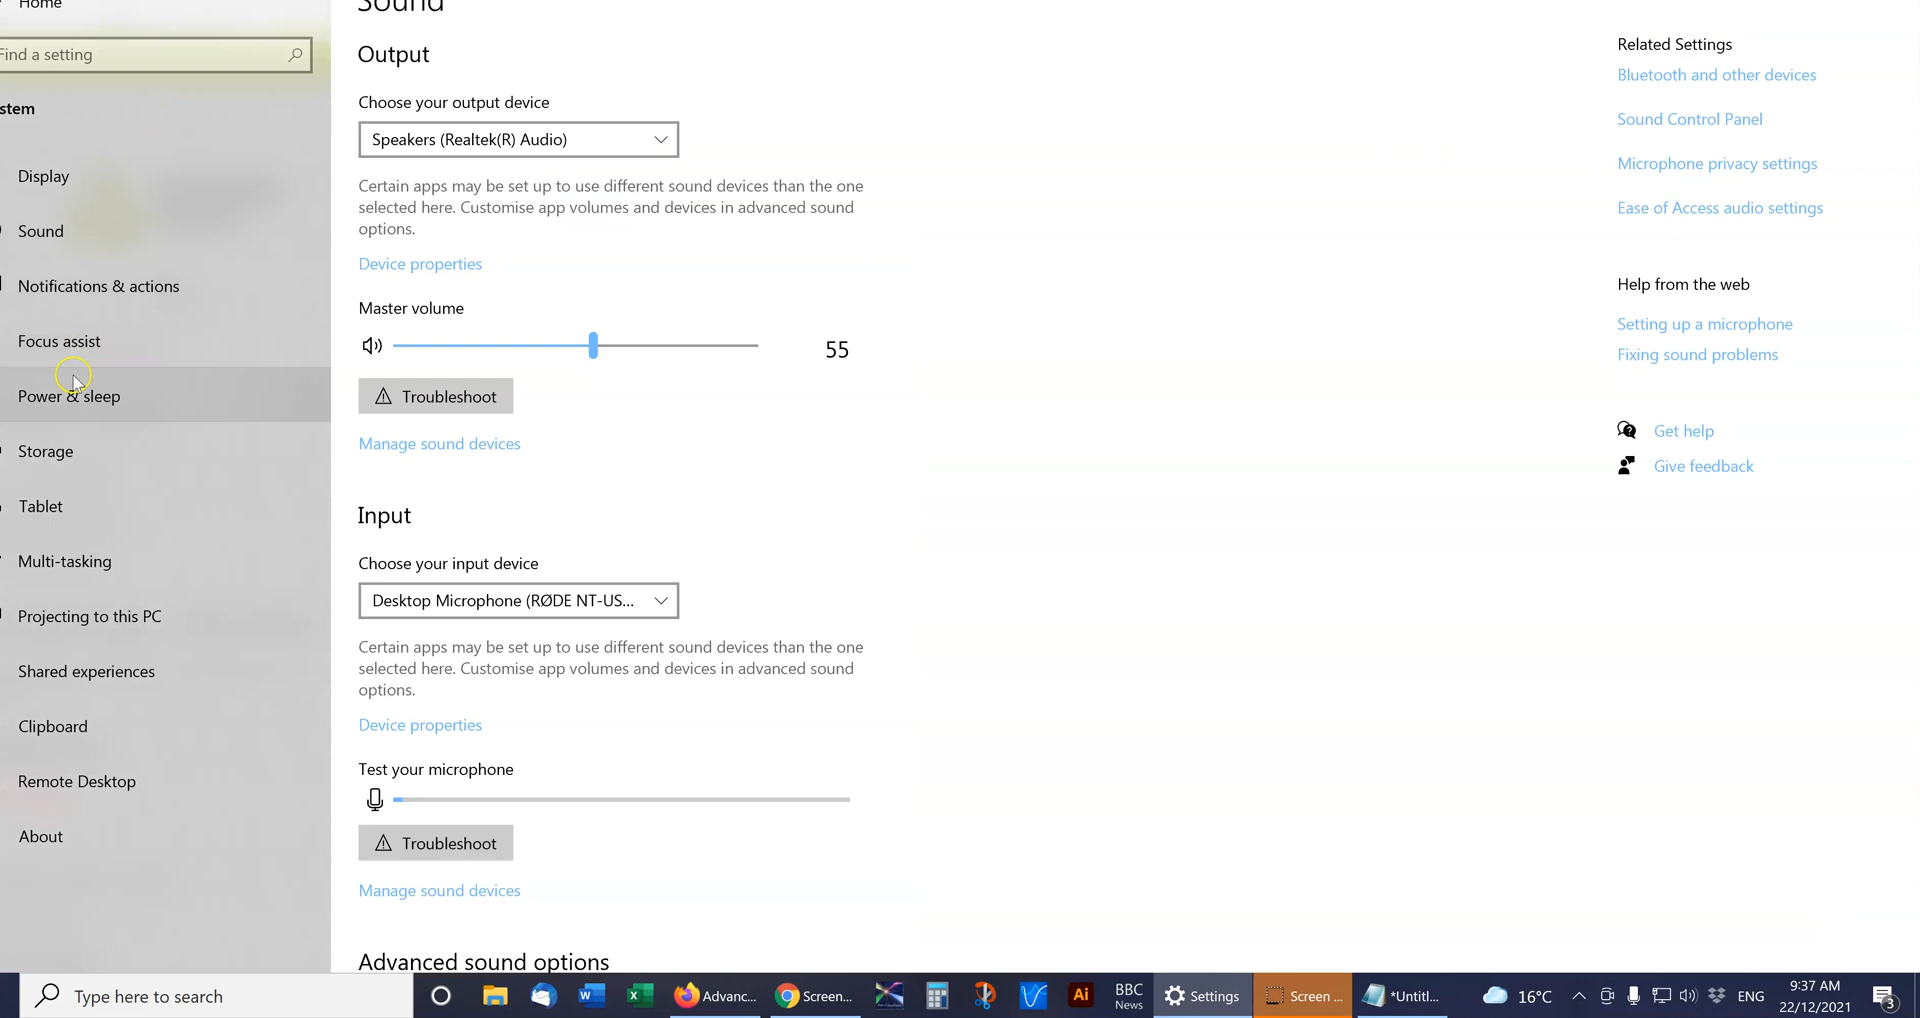 Home
Find a setting
stem
Display
Sound
Notifications & actions
Focus assist
Power & sleep
Storage
Tablet
Multi-tasking
Projecting to this PC
Shared experiences
Clipboard
Remote Desktop
About
Sound
Output
Choose your output device
Speakers (Realtek(R) Audio)
Certain apps may be set up to use different sound devices than the one
selected here. Customise app volumes and devices in advanced sound
options.
Device properties
Master volume
55
Troubleshoot
Manage sound devices
Input
Choose your input device
Desktop Microphone (RØDE NT-US...
Certain apps may be set up to use different sound devices than the one
selected here. Customise app volumes and devices in advanced sound
options.
Device properties
Test your microphone
Troubleshoot
Manage sound devices
Advanced sound options
Related Settings
Bluetooth and other devices
Sound Control Panel
Microphone privacy settings
Ease of Access audio settings
Help from the web
Setting up a microphone
Fixing sound problems
Get help
Give feedback
Type here to search
Advanc...
Screen...
Ai
BBC
News
Settings
Screen ...
*Untitl...
16°C
ENG
9:37 AM
22/12/2021
3